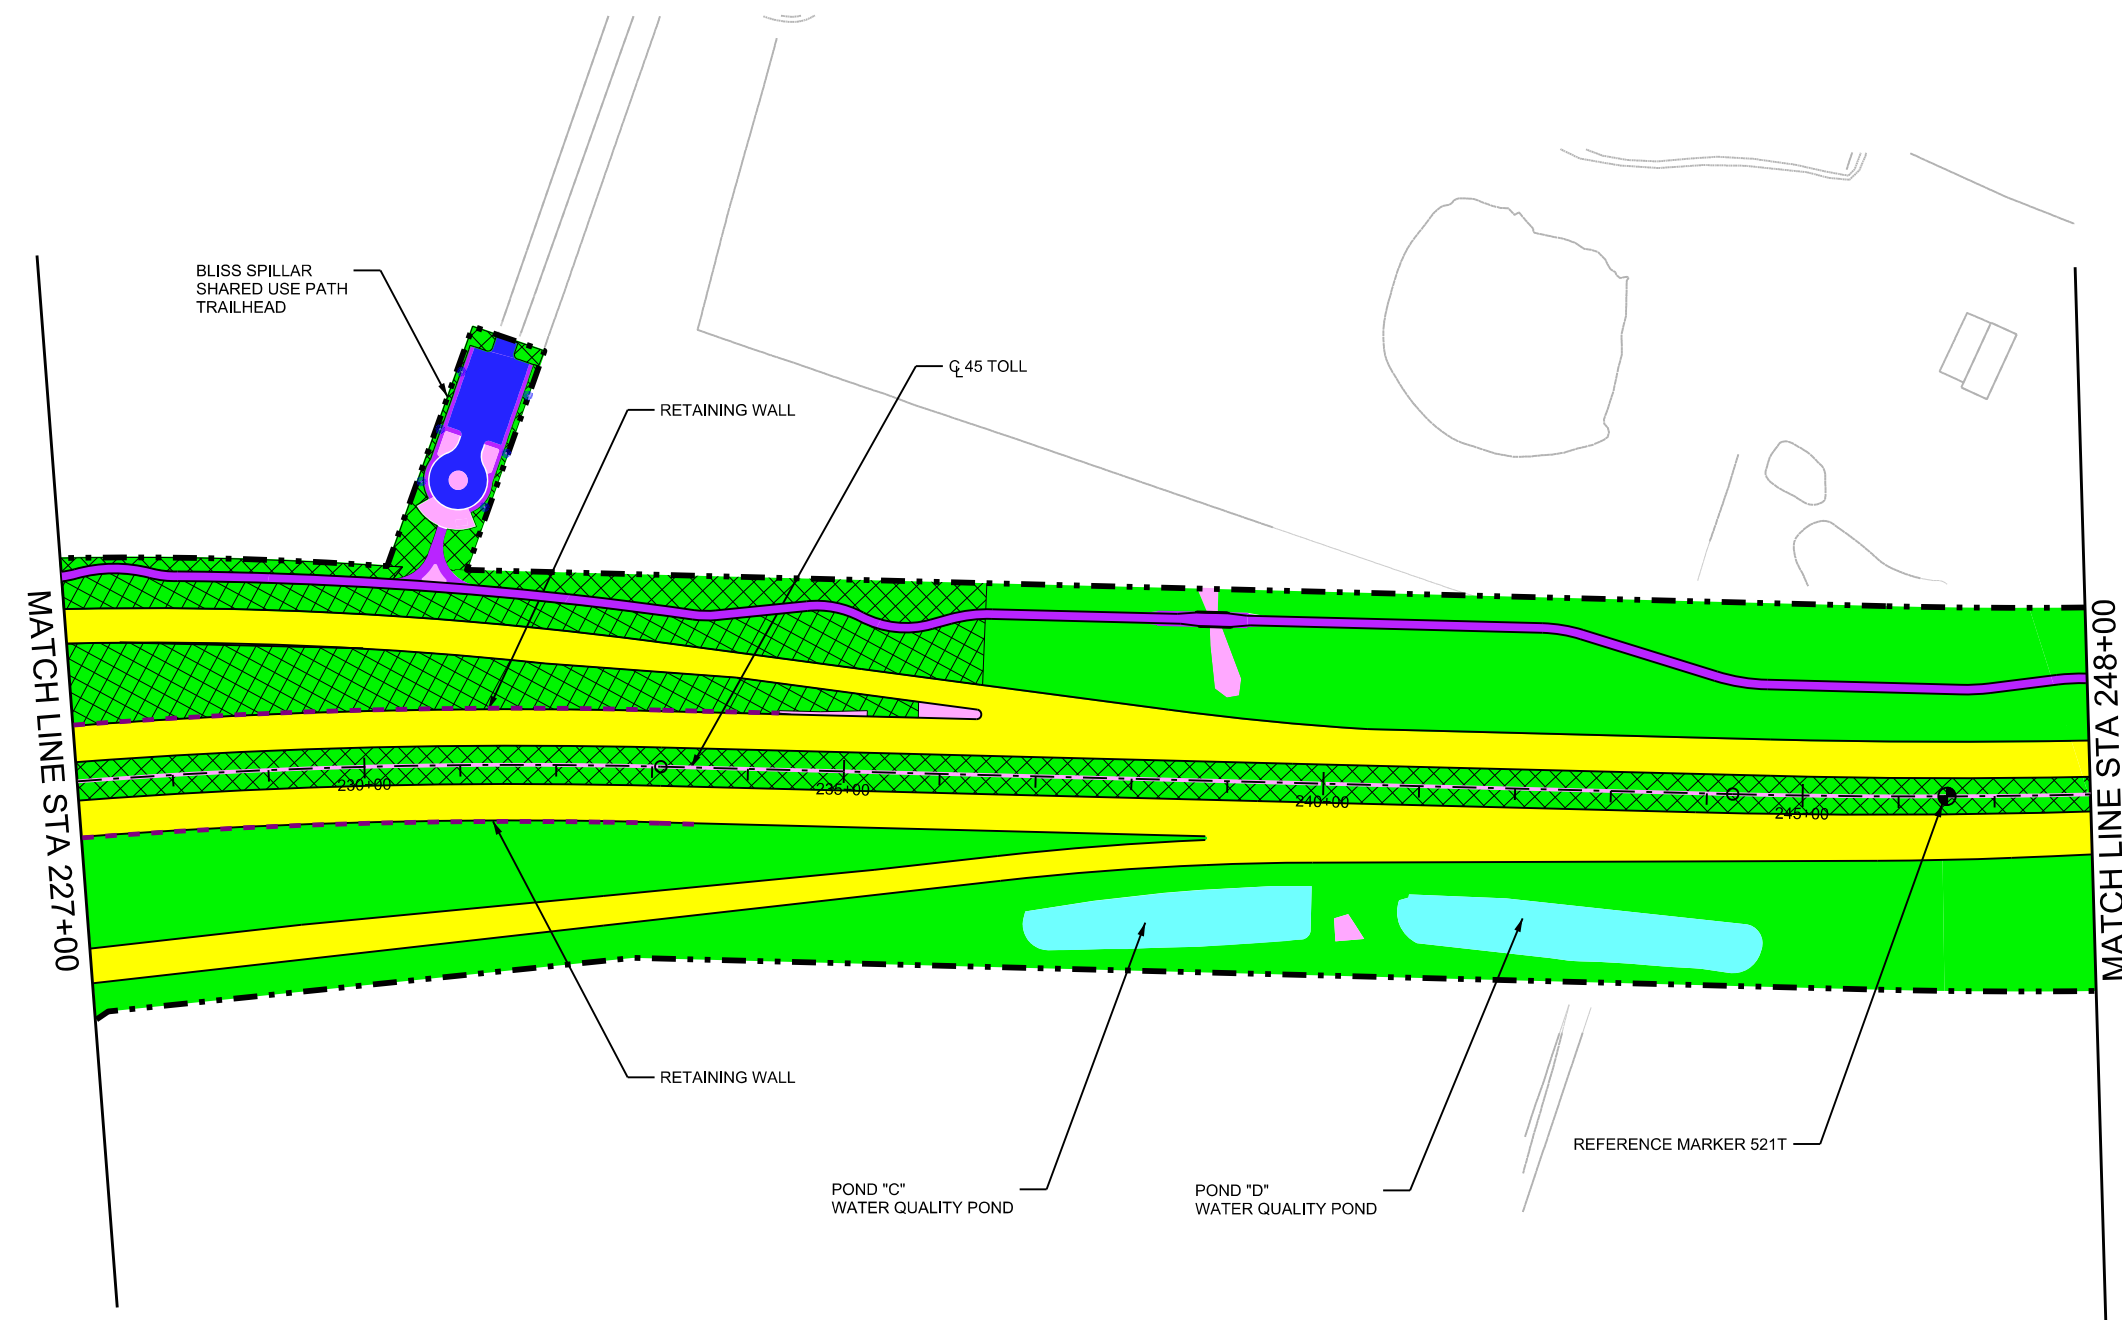 BLISS SPILLAR
SHARED USE PATH
TRAILHEAD
℄ 45 TOLL
RETAINING WALL
MATCH LINE STA 227+00
MATCH LINE STA 248+00
230+00
235+00
240+00
245+00
RETAINING WALL
REFERENCE MARKER 521T
POND "C"
WATER QUALITY POND
POND "D"
WATER QUALITY POND